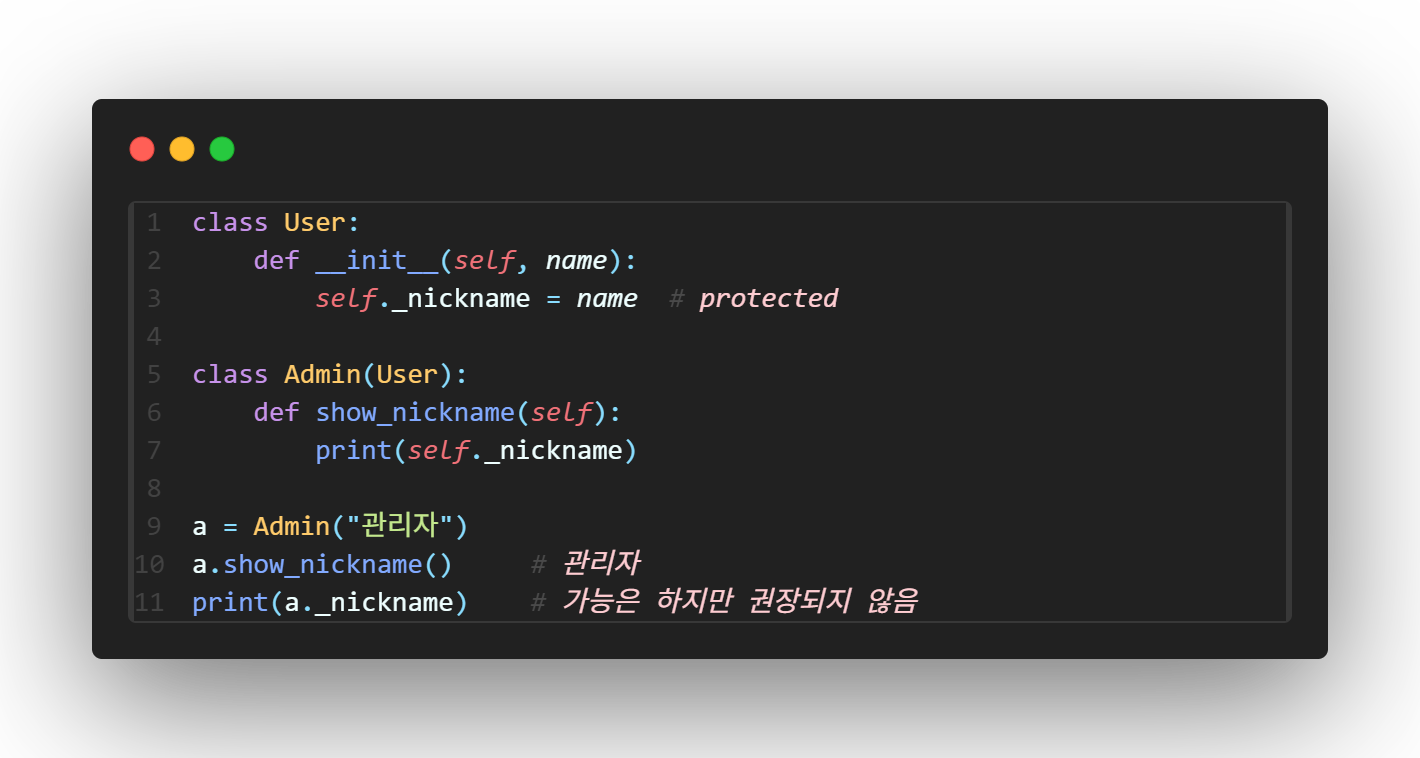 1 class User:
2     def __init__(self, name):
3         self._nickname = name  # protected
4
5 class Admin(User):
6     def show_nickname(self):
7         print(self._nickname)
8
9 a = Admin("관리자")
10 a.show_nickname()     # 관리자
11 print(a._nickname)    # 가능은 하지만 권장되지 않음